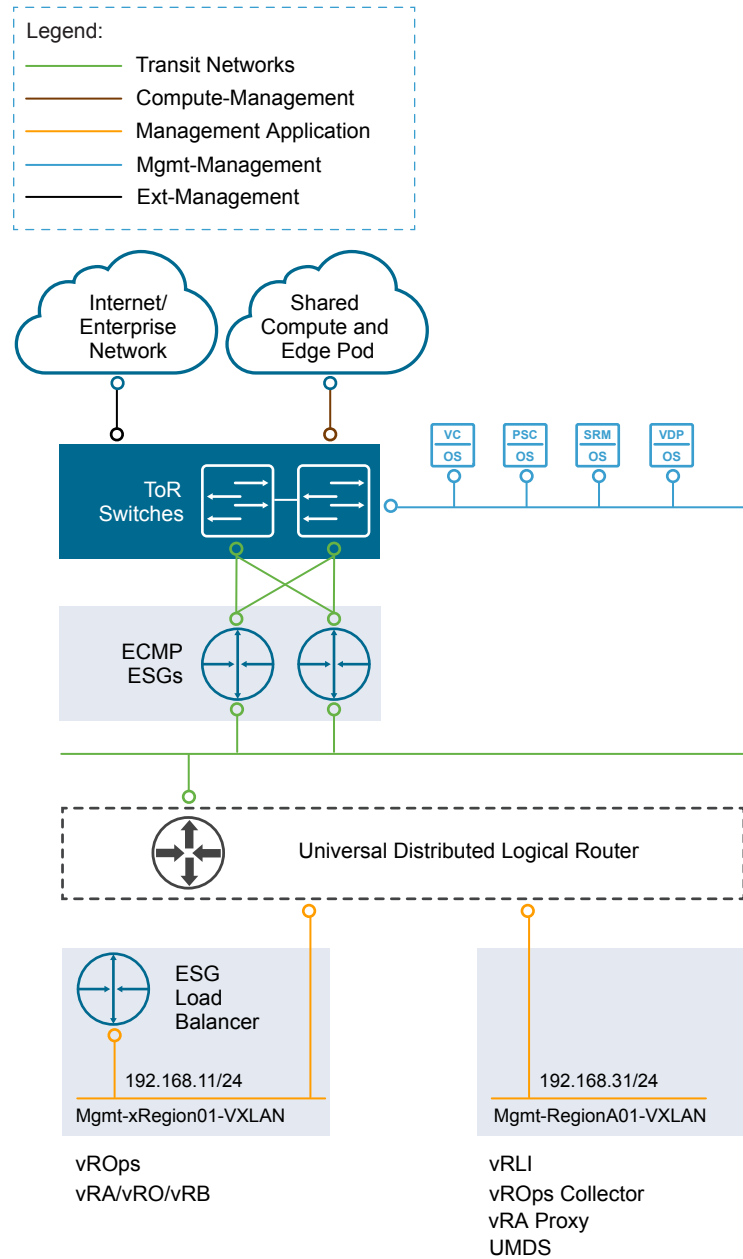 Legend:
Transit Networks
Compute-Management
Management Application
Mgmt-Management
Ext-Management
Internet/
Enterprise
Network
Shared
Compute and
Edge Pod
VC
OS
PSC
OS
SRM
OS
VDP
OS
ToR
Switches
ECMP
ESGs
Universal Distributed Logical Router
ESG
Load
Balancer
192.168.11/24
Mgmt-xRegion01-VXLAN
192.168.31/24
Mgmt-RegionA01-VXLAN
vROps
vRA/vRO/vRB
vRLI
vROps Collector
vRA Proxy
UMDS